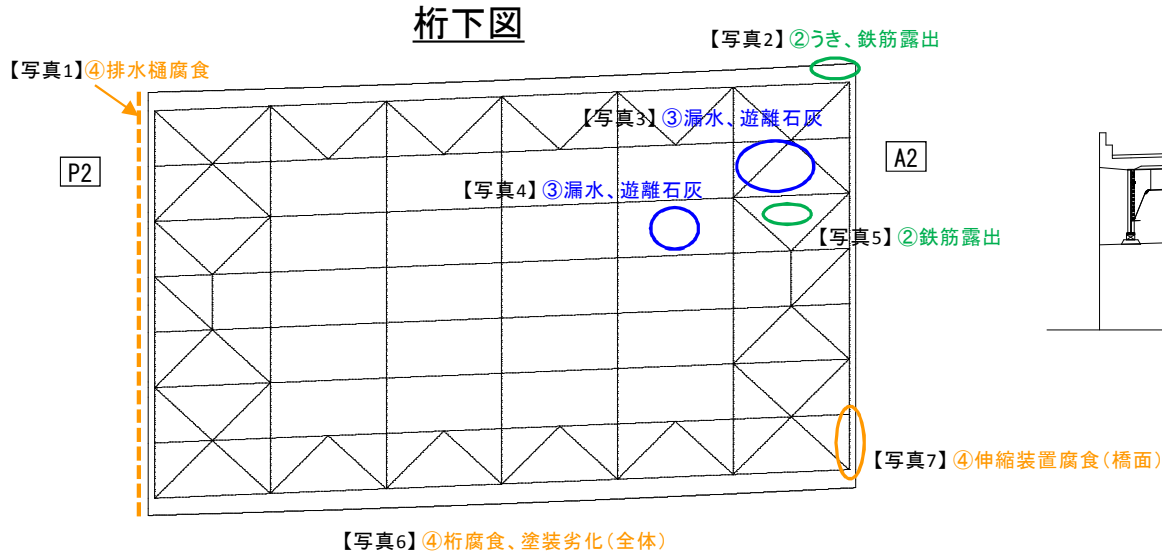 桁下図
【写真2】②うき、鉄筋露出
【写真1】④排水樋腐食
【写真3】③漏水、遊離石灰
P2
A2
【写真4】③漏水、遊離石灰
【写真5】②鉄筋露出
【写真7】④伸縮装置腐食(橋面)
【写真6】④桁腐食、塗装劣化(全体)